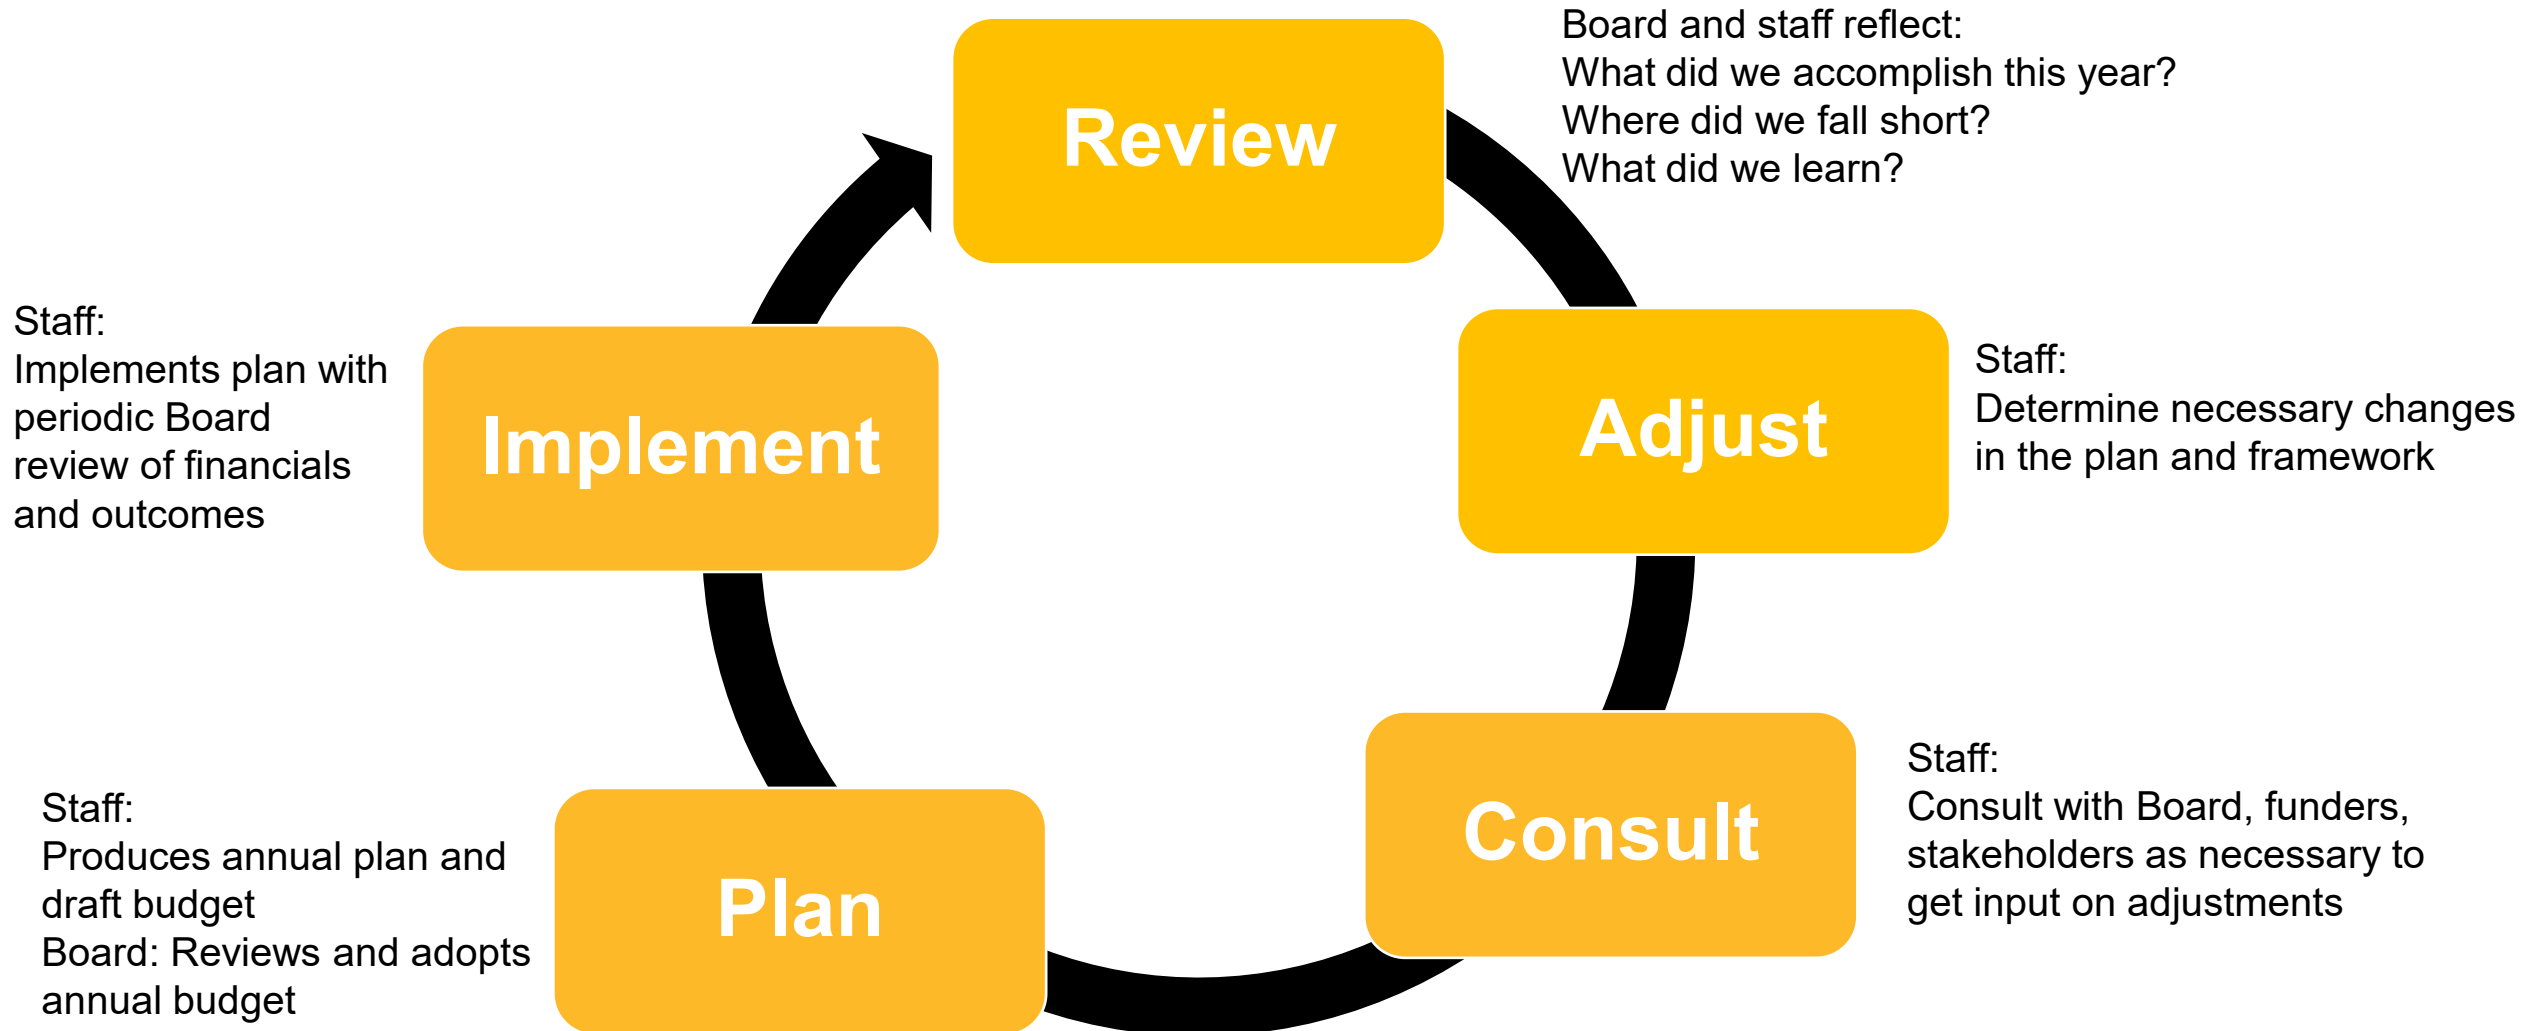 Review
Board and staff reflect:
What did we accomplish this year?
Where did we fall short?
What did we learn?
Adjust
Staff:
Determine necessary changes
in the plan and framework
Consult
Staff:
Consult with Board, funders,
stakeholders as necessary to
get input on adjustments
Plan
Staff:
Produces annual plan and
draft budget
Board: Reviews and adopts
annual budget
Implement
Staff:
Implements plan with
periodic Board
review of financials
and outcomes